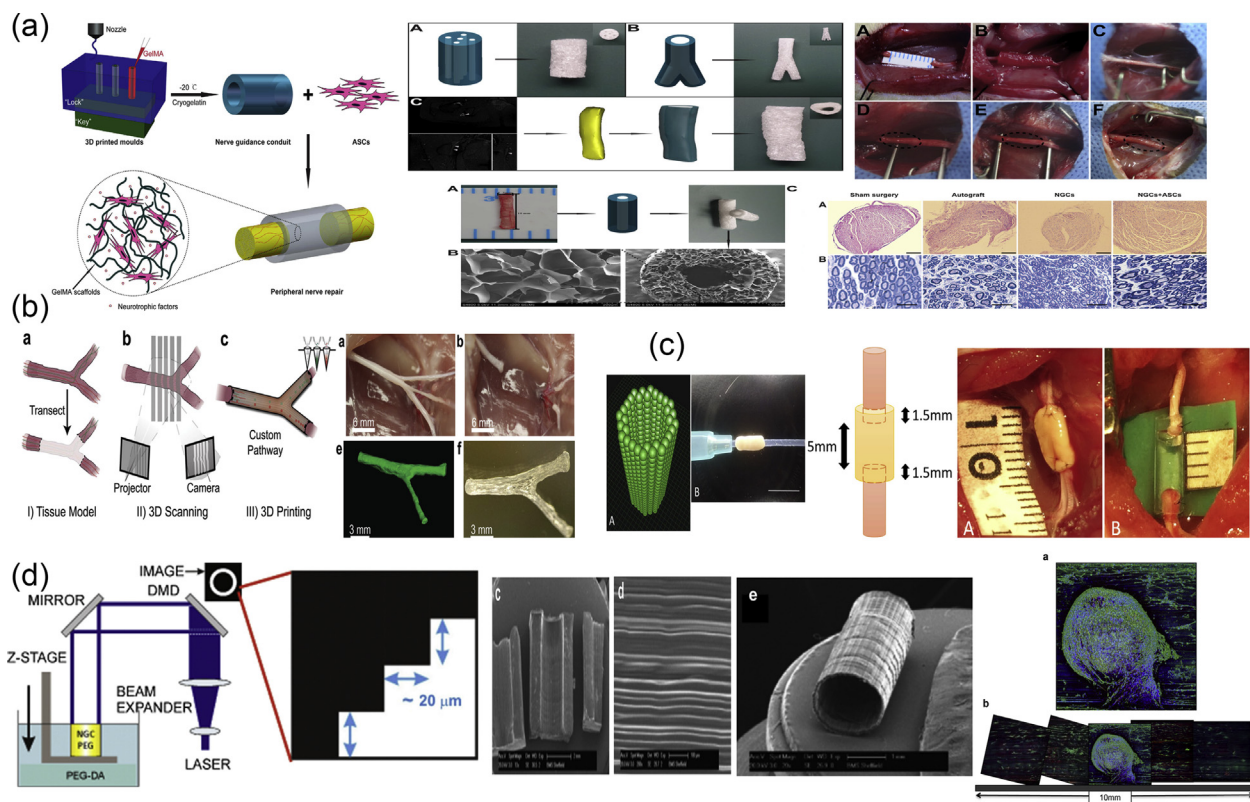 (a)
Nozzle
GelMA
"Lock"
"Key"
3D printed moulds
-20 ℃
Cryogelatin
Nerve guidance conduit
+
ASCs
GelMA scaffolds
Neurotrophic factors
Peripheral nerve repair
A
B
C
A
B
C
A
B
C
D
E
F
Sham surgery
Autograft
NGCs
NGCs+ASCs
A
B
(b)
a
b
c
Transect
Projector
Camera
Custom
Pathway
I) Tissue Model
II) 3D Scanning
III) 3D Printing
a
6 mm
b
6 mm
e
3 mm
f
3 mm
(c)
A
B
5mm
1.5mm
1.5mm
1
0
A
B
(d)
IMAGE
DMD
MIRROR
Z-STAGE
BEAM
EXPANDER
NGC
PEG
LASER
PEG-DA
~ 20 μm
c
d
e
a
b
10mm